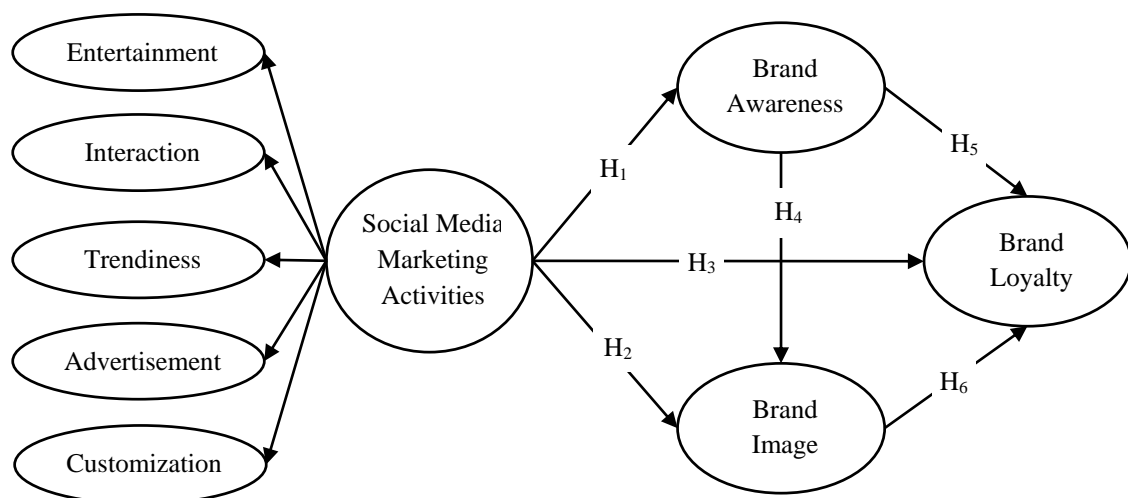 Entertainment
Interaction
Trendiness
Advertisement
Customization
Social Media
Marketing
Activities
H1
H2
H3
H4
H5
H6
Brand
Awareness
Brand
Image
Brand
Loyalty